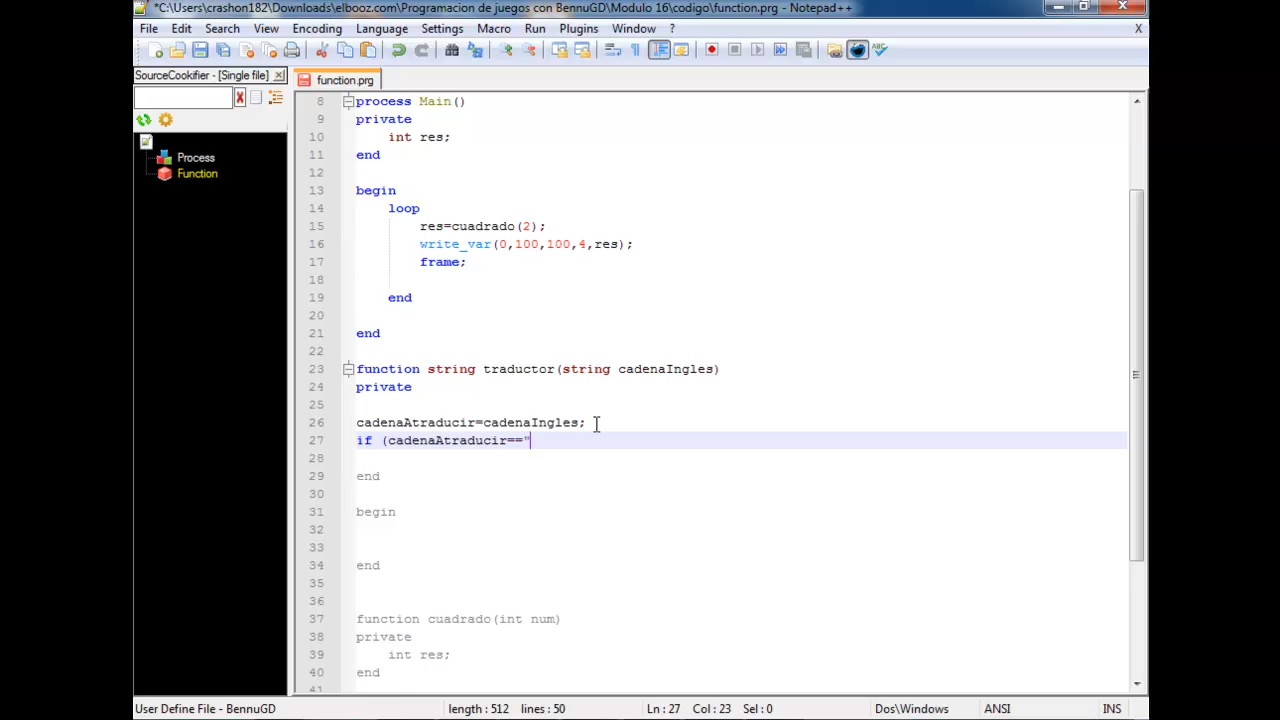 *C:\Users\crashon182\Downloads\elbooz.com\Programacion de juegos con BennuGD\Modulo 16\codigo\function.prg - Notepad++
File Edit Search View Encoding Language Settings Macro Run Plugins Window ? X
SourceCookifier - [Single file]
function.prg
Process
Function
8 process Main()
9 private
10 int res;
11 end
12
13 begin
14 loop
15 res=cuadrado(2);
16 write_var(0,100,100,4,res);
17 frame;
18
19 end
20
21 end
22
23 function string traductor(string cadenaIngles)
24 private
25
26 cadenaAtraducir=cadenaIngles;
27 if (cadenaAtraducir=="
28
29 end
30
31 begin
32
33
34 end
35
36
37 function cuadrado(int num)
38 private
39 int res;
40 end
41
User Define File - BennuGD length : 512 lines : 50 Ln : 27 Col : 23 Sel : 0 Dos\Windows ANSI INS